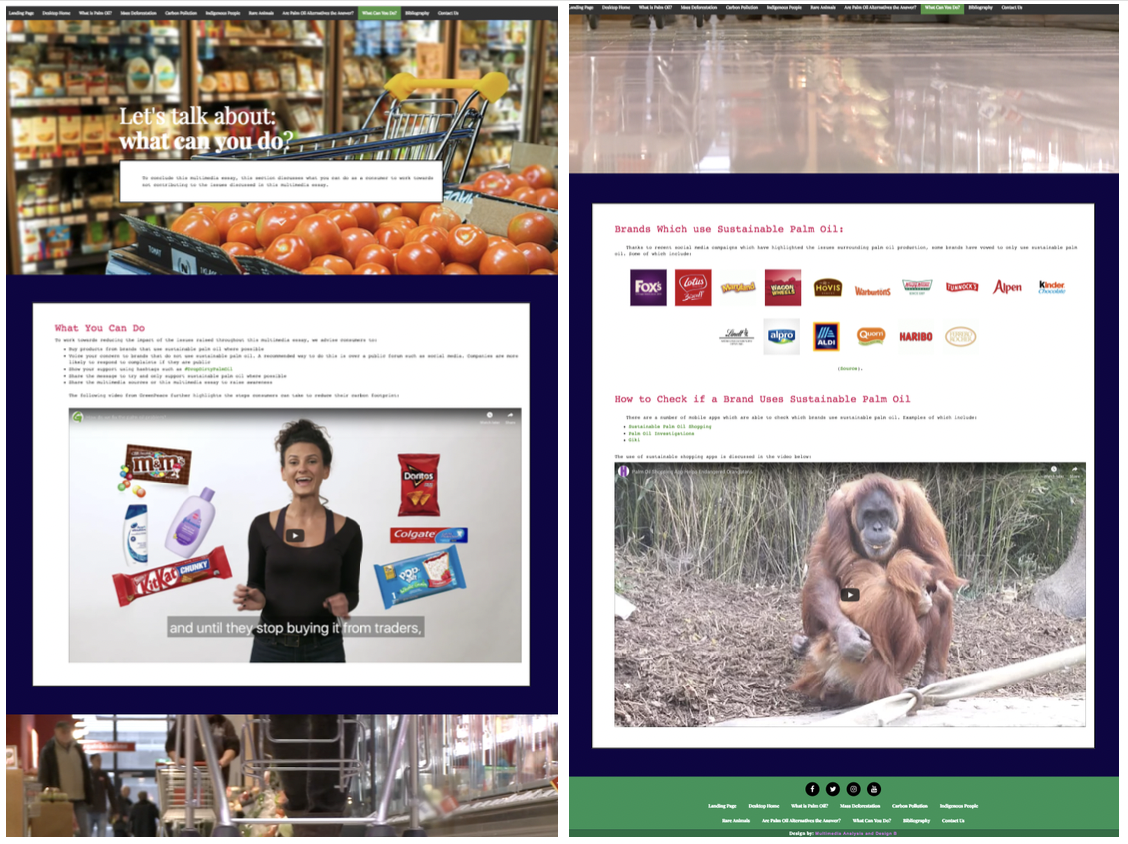 Landing Page Desktop Home What is Palm Oil? Mass Deforestation Carbon Pollution Indigenous People Rare Animals Are Palm Oil Alternatives the Answer? What Can You Do? Bibliography Contact Us
Let's talk about:
what can you do?
To conclude this multimedia essay, this section discusses what you can do as a consumer to work towards
not contributing to the issues discussed in this multimedia essay.
What You Can Do
To work towards reducing the impact of the issues raised throughout this multimedia essay, we advise consumers to:
Buy products from brands that use sustainable palm oil where possible
Voice your concern to brands that do not use sustainable palm oil. A recommended way to do this is over a public forum such as social media. Companies are more
likely to respond to complaints if they are public
Show your support using hashtags such as #DropDirtyPalmOil
Share the message to try and only support sustainable palm oil where possible
Share the multimedia sources or this multimedia essay to raise awareness
The following video from GreenPeace further highlights the steps consumers can take to reduce their carbon footprint:
m&m's
Doritos
Colgate
KitKat CHUNKY
POP
and until they stop buying it from traders,
Landing Page Desktop Home What is Palm Oil? Mass Deforestation Carbon Pollution Indigenous People Rare Animals Are Palm Oil Alternatives the Answer? What Can You Do? Bibliography Contact Us
Brands Which use Sustainable Palm Oil:
Thanks to recent social media campaigns which have highlighted the issues surrounding palm oil production, some brands have vowed to only use sustainable palm
oil. Some of which include:
FOX'S Lotus Biscoff Maryland WAGON WHEELS HOVIS Warburtons TUNNOCK'S Alpen Kinder Chocolate
Lindt alpro ALDI Quorn HARIBO
(Source).
How to Check if a Brand Uses Sustainable Palm Oil
There are a number of mobile apps which are able to check which brands use sustainable palm oil. Examples of which include:
Sustainable Palm Oil Shopping
Palm Oil Investigations
Giki
The use of sustainable shopping apps is discussed in the video below:
Palm Oil Shopping App Helps Endangered Orangutans
Landing Page Desktop Home What is Palm Oil? Mass Deforestation Carbon Pollution Indigenous People
Rare Animals Are Palm Oil Alternatives the Answer? What Can You Do? Bibliography Contact Us
Design by: Multimedia Analysis and Design ©